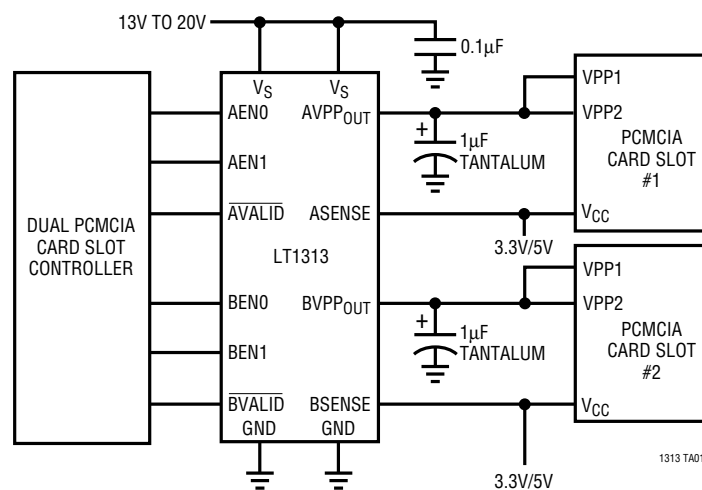 13V TO 20V
0.1µF
VS
VS
AEN0
AVPPOUT
AEN1
AVALID
ASENSE
LT1313
BEN0
BVPPOUT
BEN1
BVALID
BSENSE
GND
GND
DUAL PCMCIA
CARD SLOT
CONTROLLER
+
1µF
TANTALUM
3.3V/5V
+
1µF
TANTALUM
3.3V/5V
VPP1
VPP2
PCMCIA
CARD SLOT
#1
VCC
VPP1
VPP2
PCMCIA
CARD SLOT
#2
VCC
1313 TA01